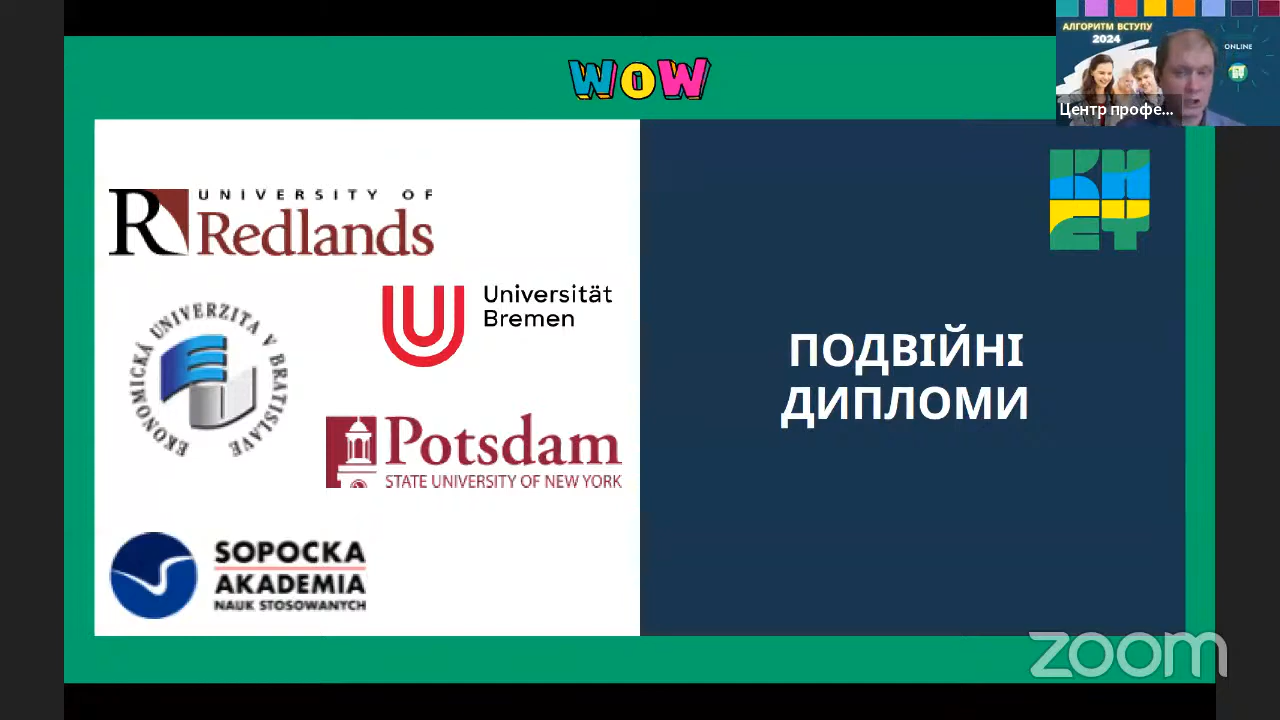 WOW
АЛГОРИТМ ВСТУПУ
2024
ONLINE
Центр профе...
UNIVERSITY OF
Redlands
Universität
Bremen
EKONOMICKÁ UNIVERZITA V BRATISLAVE
Potsdam
STATE UNIVERSITY OF NEW YORK
SOPOCKA
AKADEMIA
NAUK STOSOWANYCH
КНЕУ
ПОДВІЙНІ
ДИПЛОМИ
zoom